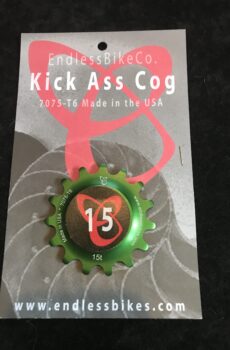 EndlessBikeCo.
Kick Ass Cog
7075-T6 Made in the USA
15
15t
www.endlessbikes.com